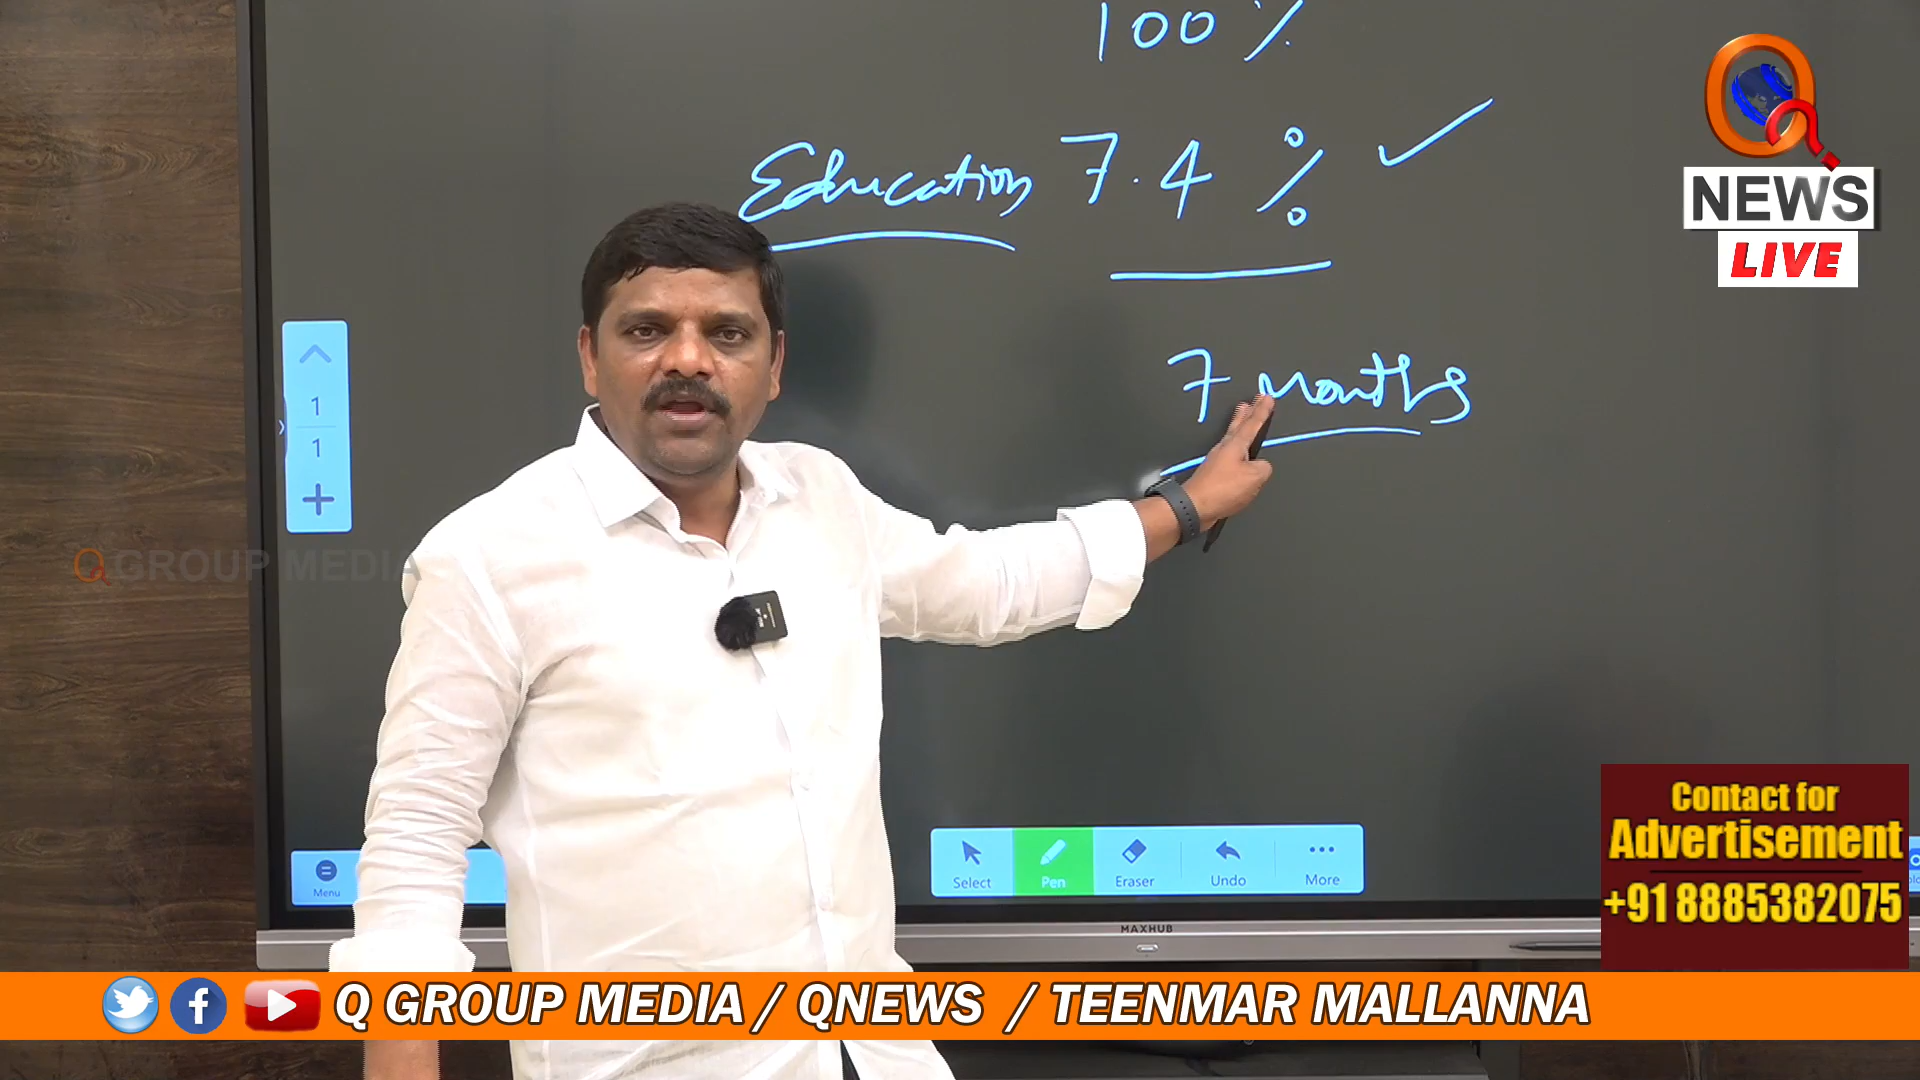 100%
Education 7.4 % ✓
7 months
NEWS
LIVE
1
1
Q GROUP MEDIA
Menu
Select
Pen
Eraser
Undo
More
MAXHUB
Contact for
Advertisement
+91 8885382075
Q GROUP MEDIA / QNEWS / TEENMAR MALLANNA